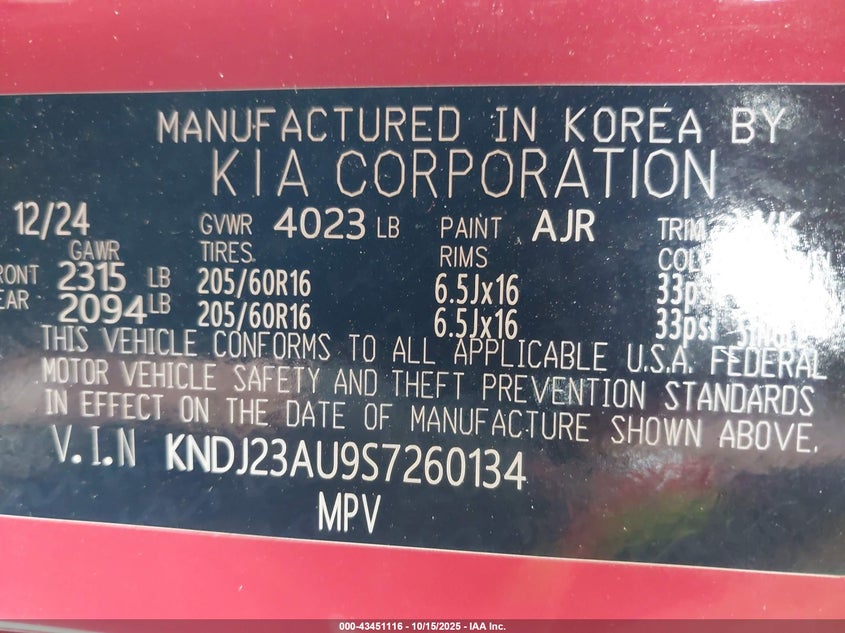 MANUFACTURED IN KOREA BY
KIA CORPORATION
12/24 GVWR 4023 LB PAINT AJR TRIM
GAWR TIRES RIMS
2315 LB 205/60R16 6.5Jx16 33psi
2094 LB 205/60R16 6.5Jx16 33psi
THIS VEHICLE CONFORMS TO ALL APPLICABLE U.S.A. FEDERAL
MOTOR VEHICLE SAFETY AND THEFT PREVENTION STANDARDS
IN EFFECT ON THE DATE OF MANUFACTURE SHOWN ABOVE.
V.I.N KNDJ23AU9S7260134
MPV
000-43451116 - 10/15/2025 - IAA Inc.